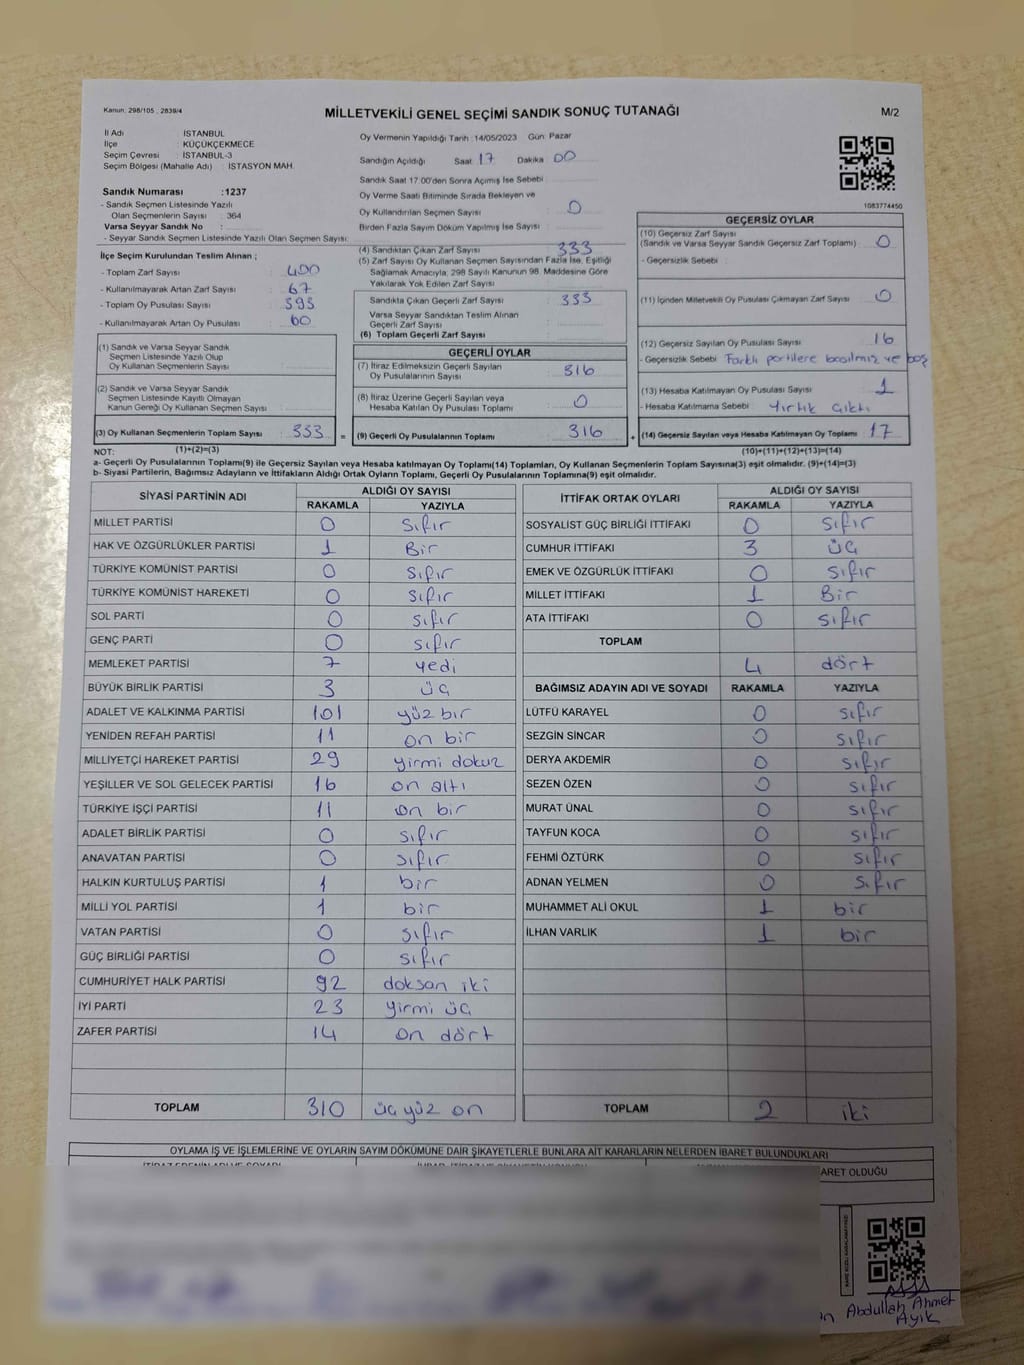 Kanun: 298/105 , 2839/4
MİLLETVEKİLİ GENEL SEÇİMİ SANDIK SONUÇ TUTANAĞI
M/2
İl Adı : İSTANBUL
İlçe : KÜÇÜKÇEKMECE
Seçim Çevresi : İSTANBUL-3
Seçim Bölgesi (Mahalle Adı) : İSTASYON MAH.
Sandık Numarası :1237
- Sandık Seçmen Listesinde Yazılı
Olan Seçmenlerin Sayısı : 364
Varsa Seyyar Sandık No :
- Seyyar Sandık Seçmen Listesinde Yazılı Olan Seçmen Sayısı:
İlçe Seçim Kurulundan Teslim Alınan ;
- Toplam Zarf Sayısı : 400
- Kullanılmayarak Artan Zarf Sayısı : 67
- Toplam Oy Pusulası Sayısı : 393
- Kullanılmayarak Artan Oy Pusulası : 60
Oy Vermenin Yapıldığı Tarih :14/05/2023 Gün Pazar
Sandığın Açıldığı Saat 17 Dakika 00
Sandık Saat 17.00'den Sonra Açımış İse Sebebi :
Oy Verme Saati Bitiminde Sırada Bekleyen ve
Oy Kullandırılan Seçmen Sayısı : 0
Birden Fazla Sayım Döküm Yapılmış İse Sayısı :
(4) Sandıktan Çıkan Zarf Sayısı : 333
(5) Zarf Sayısı Oy Kullanan Seçmen Sayısından Fazla İse, Eşitliği
Sağlamak Amacıyla, 298 Sayılı Kanunun 98. Maddesine Göre
Yakılarak Yok Edilen Zarf Sayısı :
Sandıkta Çıkan Geçerli Zarf Sayısı : 333
Varsa Seyyar Sandıktan Teslim Alınan
Geçerli Zarf Sayısı :
(6) Toplam Geçerli Zarf Sayısı :
1083774450
GEÇERSİZ OYLAR
(10) Geçersiz Zarf Sayısı
(Sandık ve Varsa Seyyar Sandık Geçersiz Zarf Toplamı) : 0
- Geçersizlik Sebebi :
(11) İçinden Milletvekili Oy Pusulası Çıkmayan Zarf Sayısı : 0
(12) Geçersiz Sayılan Oy Pusulası Sayısı : 16
- Geçersizlik Sebebi : Farklı partilere basılmış ve boş
(13) Hesaba Katılmayan Oy Pusulası Sayısı : 1
- Hesaba Katılmama Sebebi : Yırtık çıktı
(1) Sandık ve Varsa Seyyar Sandık
Seçmen Listesinde Yazılı Olup
Oy Kullanan Seçmenlerin Sayısı :
(2) Sandık ve Varsa Seyyar Sandık
Seçmen Listesinde Kayıtlı Olmayan
Kanun Gereği Oy Kullanan Seçmen Sayısı :
GEÇERLİ OYLAR
(7) İtiraz Edilmeksizin Geçerli Sayılan
Oy Pusulalarının Sayısı : 316
(8) İtiraz Üzerine Geçerli Sayılan veya
Hesaba Katılan Oy Pusulası Toplamı : 0
(3) Oy Kullanan Seçmenlerin Toplam Sayısı : 333 = (9) Geçerli Oy Pusulalarının Toplamı : 316 + (14) Geçersiz Sayılan veya Hesaba Katılmayan Oy Toplamı : 17
NOT: (1)+(2)=(3) (10)+(11)+(12)+(13)=(14)
a- Geçerli Oy Pusulalarının Toplamı(9) ile Geçersiz Sayılan veya Hesaba katılmayan Oy Toplamı(14) Toplamları, Oy Kullanan Seçmenlerin Toplam Sayısına(3) eşit olmalıdır. (9)+(14)=(3)
b- Siyasi Partilerin, Bağımsız Adayların ve İttifakların Aldığı Ortak Oyların Toplamı, Geçerli Oy Pusulalarının Toplamına(9) eşit olmalıdır.
SİYASİ PARTİNİN ADI ALDIĞI OY SAYISI
RAKAMLA YAZIYLA
MİLLET PARTİSİ 0 sıfır
HAK VE ÖZGÜRLÜKLER PARTİSİ 1 Bir
TÜRKİYE KOMÜNİST PARTİSİ 0 sıfır
TÜRKİYE KOMÜNİST HAREKETİ 0 sıfır
SOL PARTİ 0 sıfır
GENÇ PARTİ 0 sıfır
MEMLEKET PARTİSİ 7 yedi
BÜYÜK BİRLİK PARTİSİ 3 üç
ADALET VE KALKINMA PARTİSİ 101 yüz bir
YENİDEN REFAH PARTİSİ 11 on bir
MİLLİYETÇİ HAREKET PARTİSİ 29 yirmi dokuz
YEŞİLLER VE SOL GELECEK PARTİSİ 16 on altı
TÜRKİYE İŞÇİ PARTİSİ 11 on bir
ADALET BİRLİK PARTİSİ 0 sıfır
ANAVATAN PARTİSİ 0 sıfır
HALKIN KURTULUŞ PARTİSİ 1 bir
MİLLİ YOL PARTİSİ 1 bir
VATAN PARTİSİ 0 sıfır
GÜÇ BİRLİĞİ PARTİSİ 0 sıfır
CUMHURİYET HALK PARTİSİ 92 doksan iki
İYİ PARTİ 23 yirmi üç
ZAFER PARTİSİ 14 on dört
TOPLAM 310 üç yüz on
İTTİFAK ORTAK OYLARI ALDIĞI OY SAYISI
RAKAMLA YAZIYLA
SOSYALİST GÜÇ BİRLİĞİ İTTİFAKI 0 sıfır
CUMHUR İTTİFAKI 3 üç
EMEK VE ÖZGÜRLÜK İTTİFAKI 0 sıfır
MİLLET İTTİFAKI 1 Bir
ATA İTTİFAKI 0 sıfır
TOPLAM
4 dört
BAĞIMSIZ ADAYIN ADI VE SOYADI RAKAMLA YAZIYLA
LÜTFÜ KARAYEL 0 sıfır
SEZGİN SİNCAR 0 sıfır
DERYA AKDEMİR 0 sıfır
SEZEN ÖZEN 0 sıfır
MURAT ÜNAL 0 sıfır
TAYFUN KOCA 0 sıfır
FEHMİ ÖZTÜRK 0 sıfır
ADNAN YELMEN 0 sıfır
MUHAMMET ALİ OKUL 1 bir
İLHAN VARLIK 1 bir
TOPLAM 2 iki
OYLAMA İŞ VE İŞLEMLERİNE VE OYLARIN SAYIM DÖKÜMÜNE DAİR ŞİKAYETLERLE BUNLARA AİT KARARLARIN NELERDEN İBARET BULUNDUKLARI
OLDUĞU
Abdullah Ahmet
Ayık